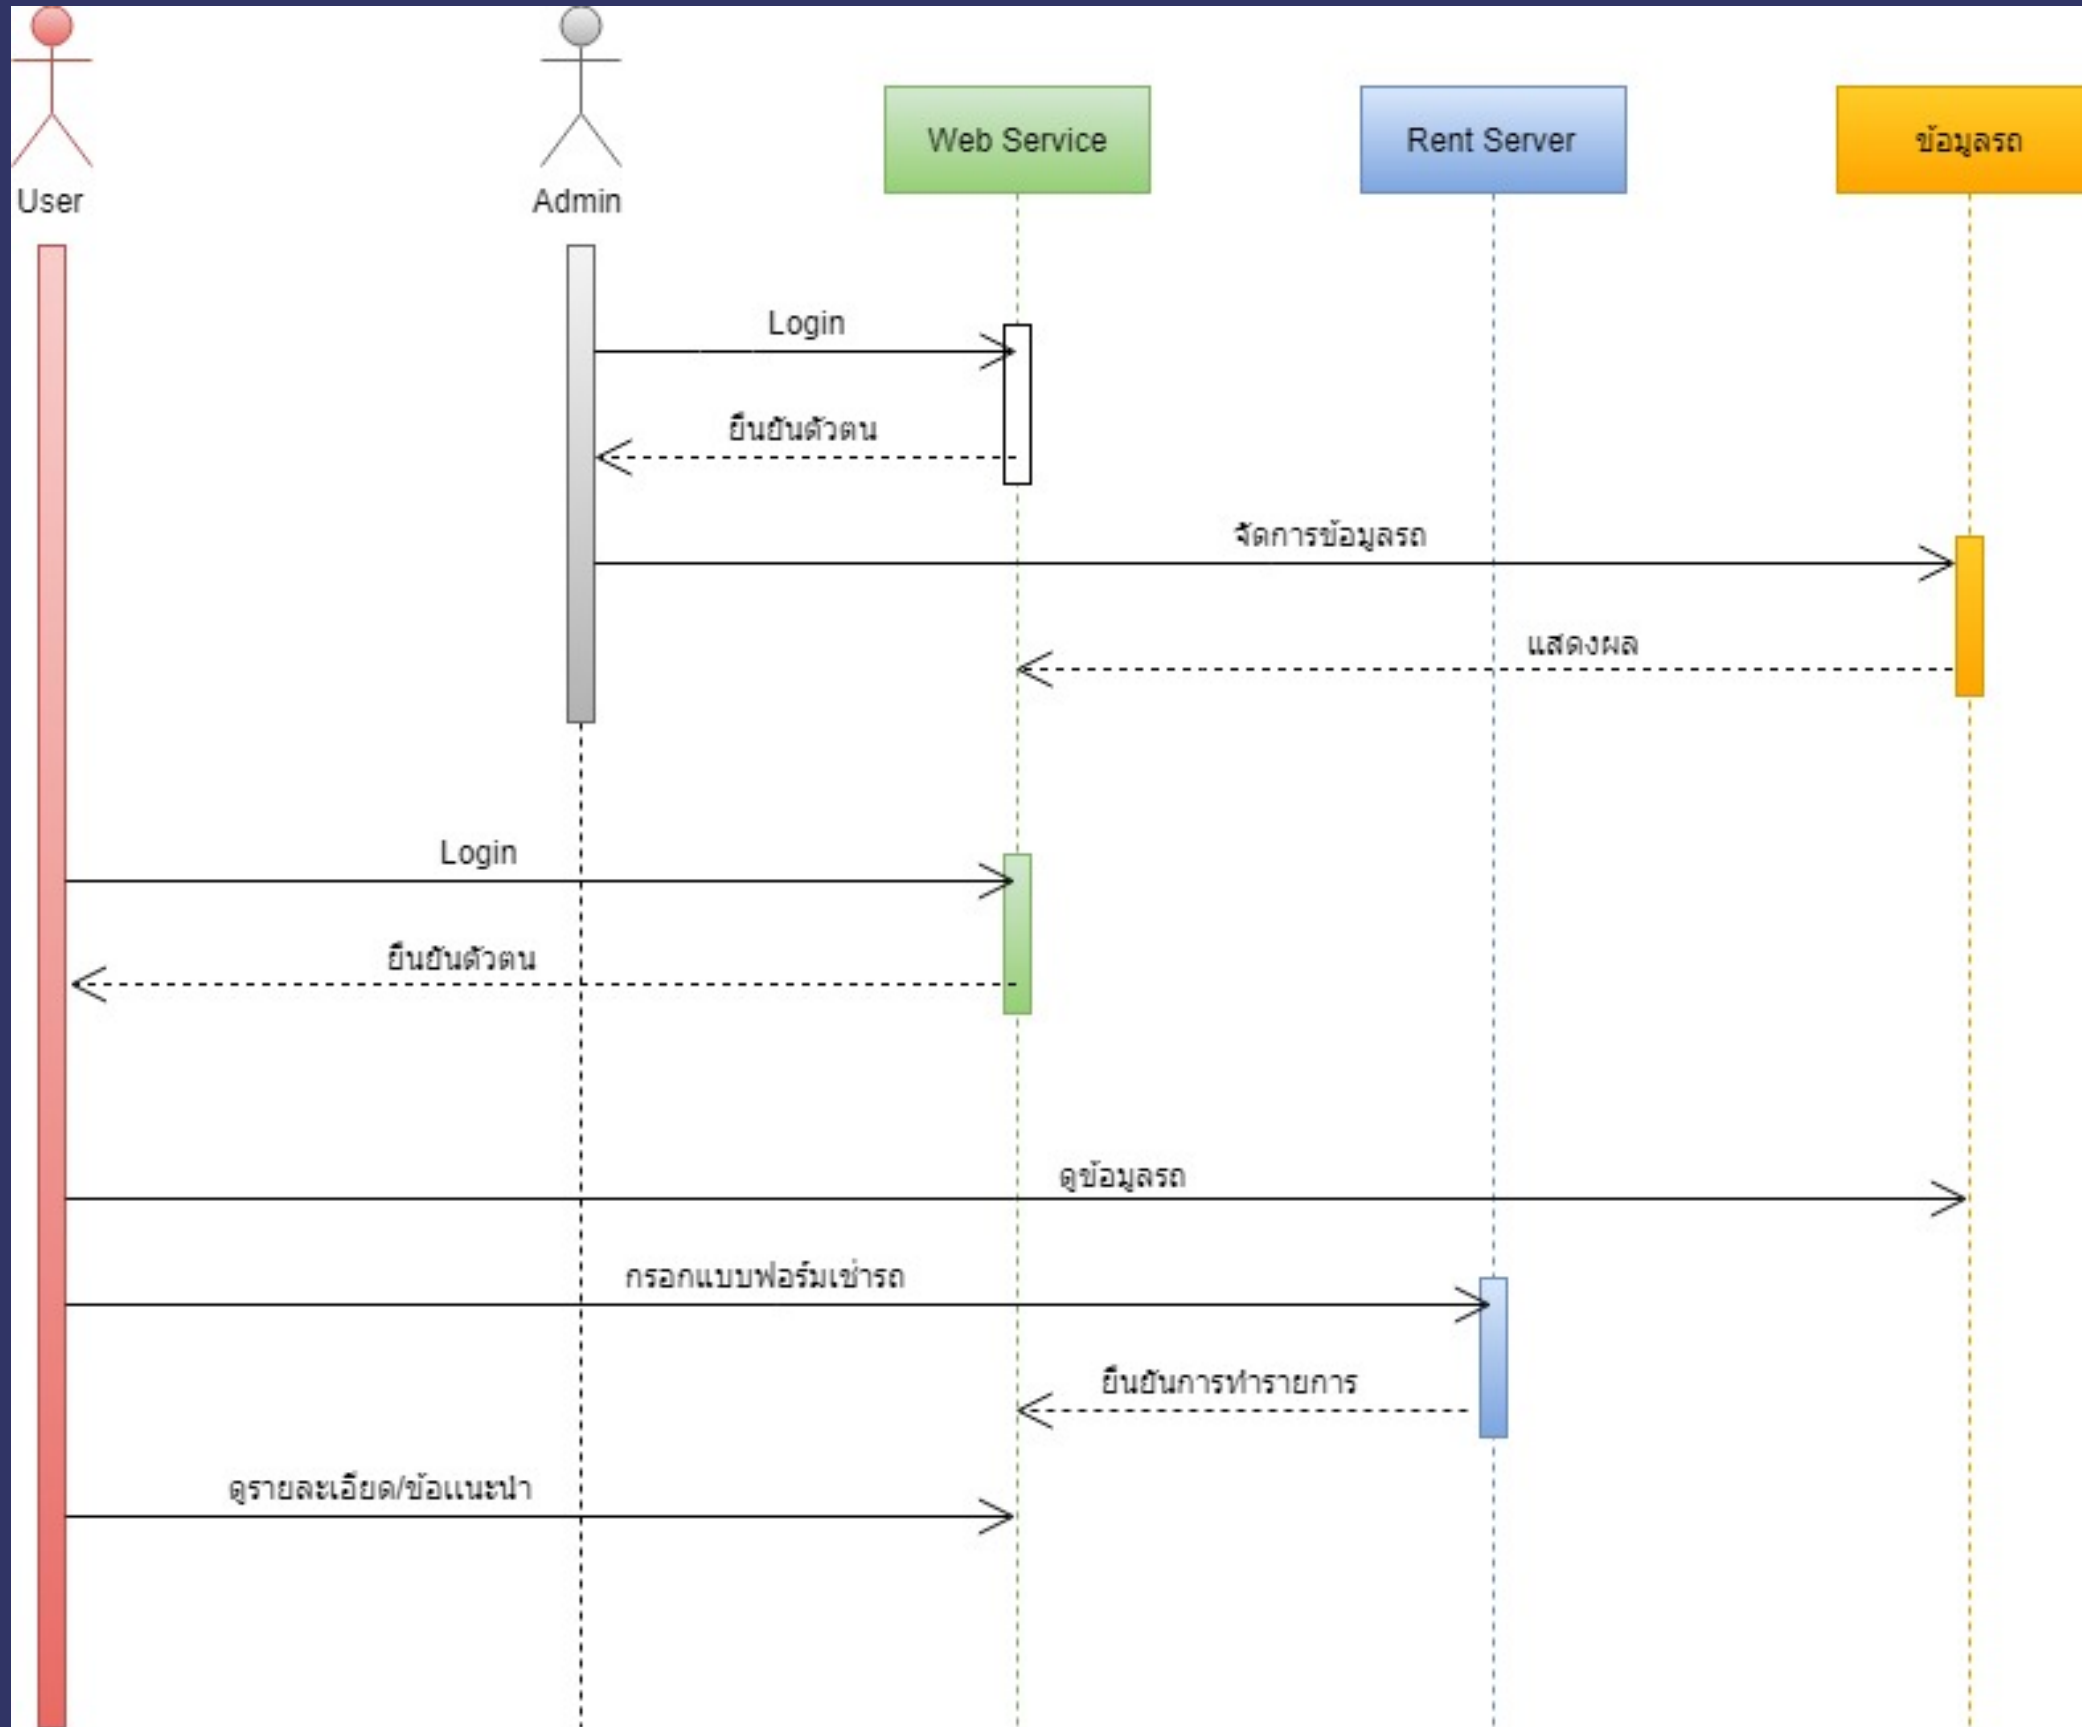 User
Admin
Web Service
Rent Server
ข้อมูลรถ
Login
ยืนยันตัวตน
จัดการข้อมูลรถ
แสดงผล
Login
ยืนยันตัวตน
ดูข้อมูลรถ
กรอกแบบฟอร์มเช่ารถ
ยืนยันการทำรายการ
ดูรายละเอียด/ข้อแนะนำ